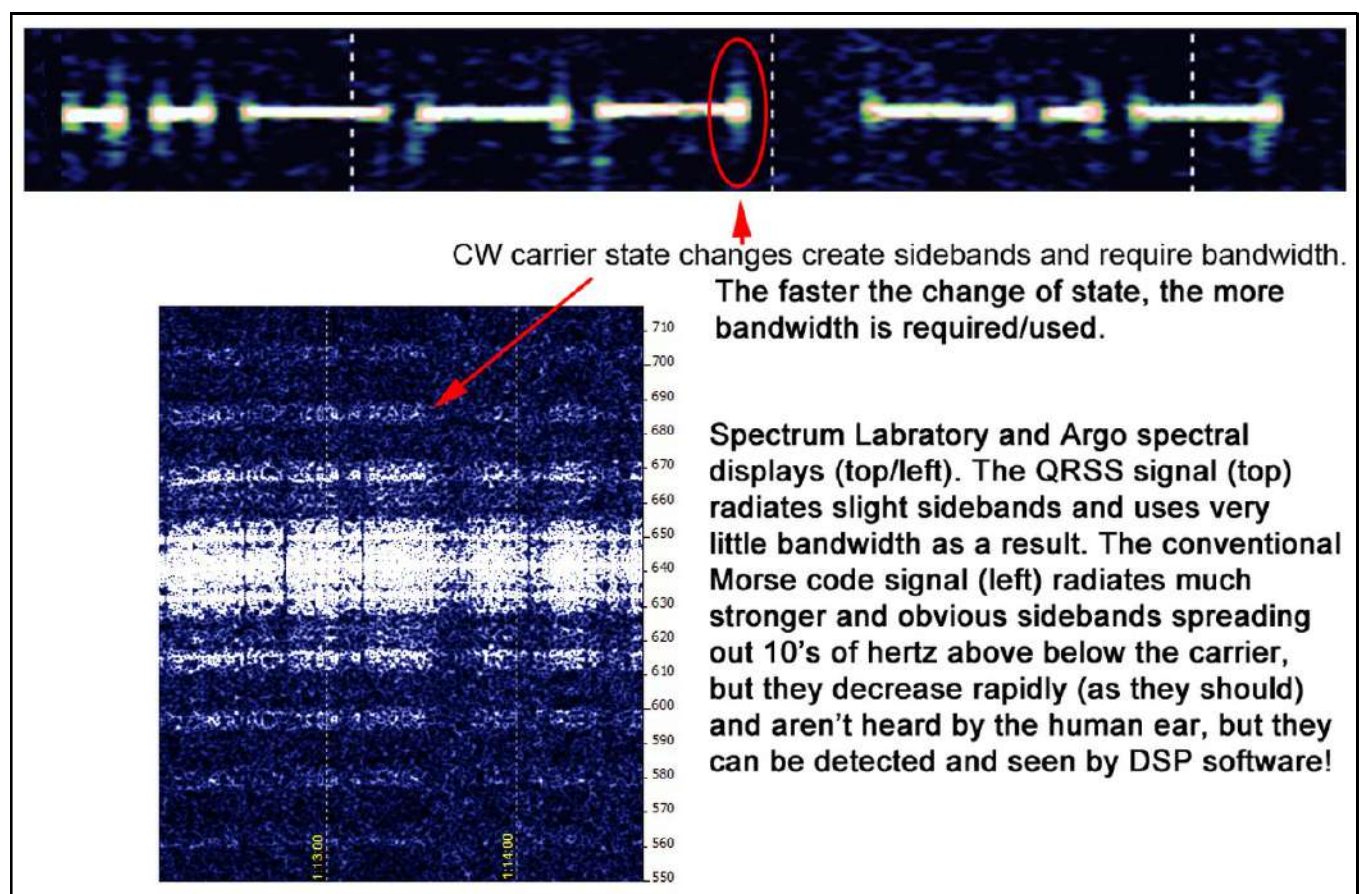 CW carrier state changes create sidebands and require bandwidth.
The faster the change of state, the more
bandwidth is required/used.
710
700
690
680
670
660
650
640
630
620
610
600
590
580
570
560
550
1:13:00
1:14:00
Spectrum Labratory and Argo spectral
displays (top/left). The QRSS signal (top)
radiates slight sidebands and uses very
little bandwidth as a result. The conventional
Morse code signal (left) radiates much
stronger and obvious sidebands spreading
out 10's of hertz above below the carrier,
but they decrease rapidly (as they should)
and aren't heard by the human ear, but they
can be detected and seen by DSP software!